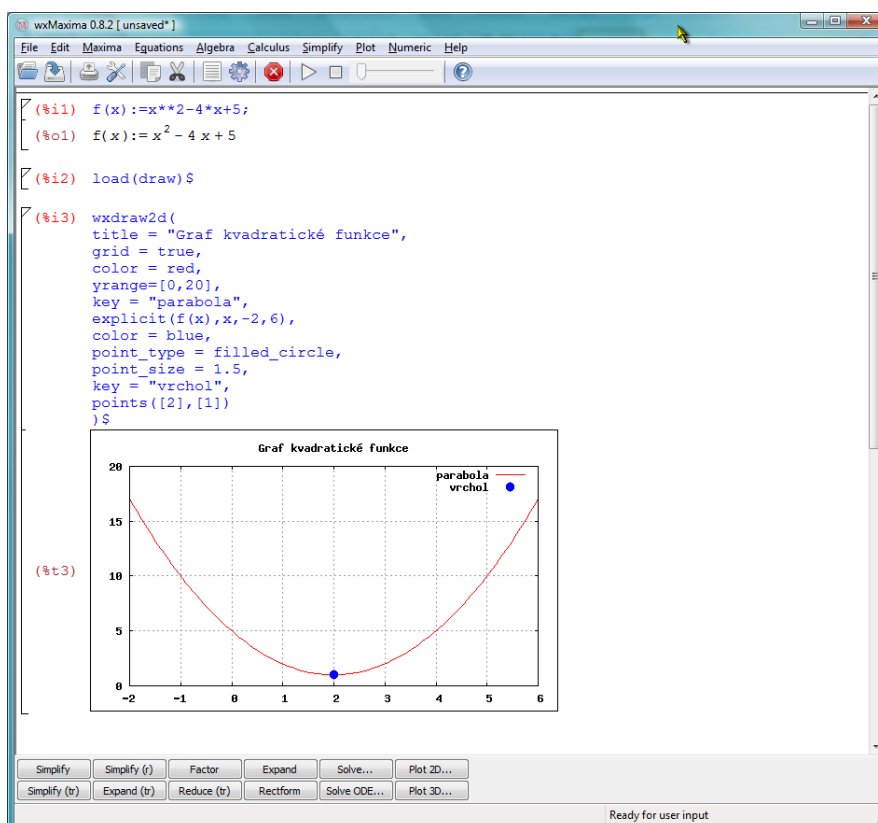 wxMaxima 0.8.2 [ unsaved* ]
File Edit Maxima Equations Algebra Calculus Simplify Plot Numeric Help
(%i1) f(x):=x**2-4*x+5;
(%o1) f(x):=x²-4 x+5
(%i2) load(draw)$
(%i3) wxdraw2d(
title = "Graf kvadratické funkce",
grid = true,
color = red,
yrange=[0,20],
key = "parabola",
explicit(f(x),x,-2,6),
color = blue,
point_type = filled_circle,
point_size = 1.5,
key = "vrchol",
points([2],[1])
)$
(%t3)
Graf kvadratické funkce
parabola
vrchol
20
15
10
5
0
-2 -1 0 1 2 3 4 5 6
Simplify Simplify (r) Factor Expand Solve... Plot 2D...
Simplify (tr) Expand (tr) Reduce (tr) Rectform Solve ODE... Plot 3D...
Ready for user input